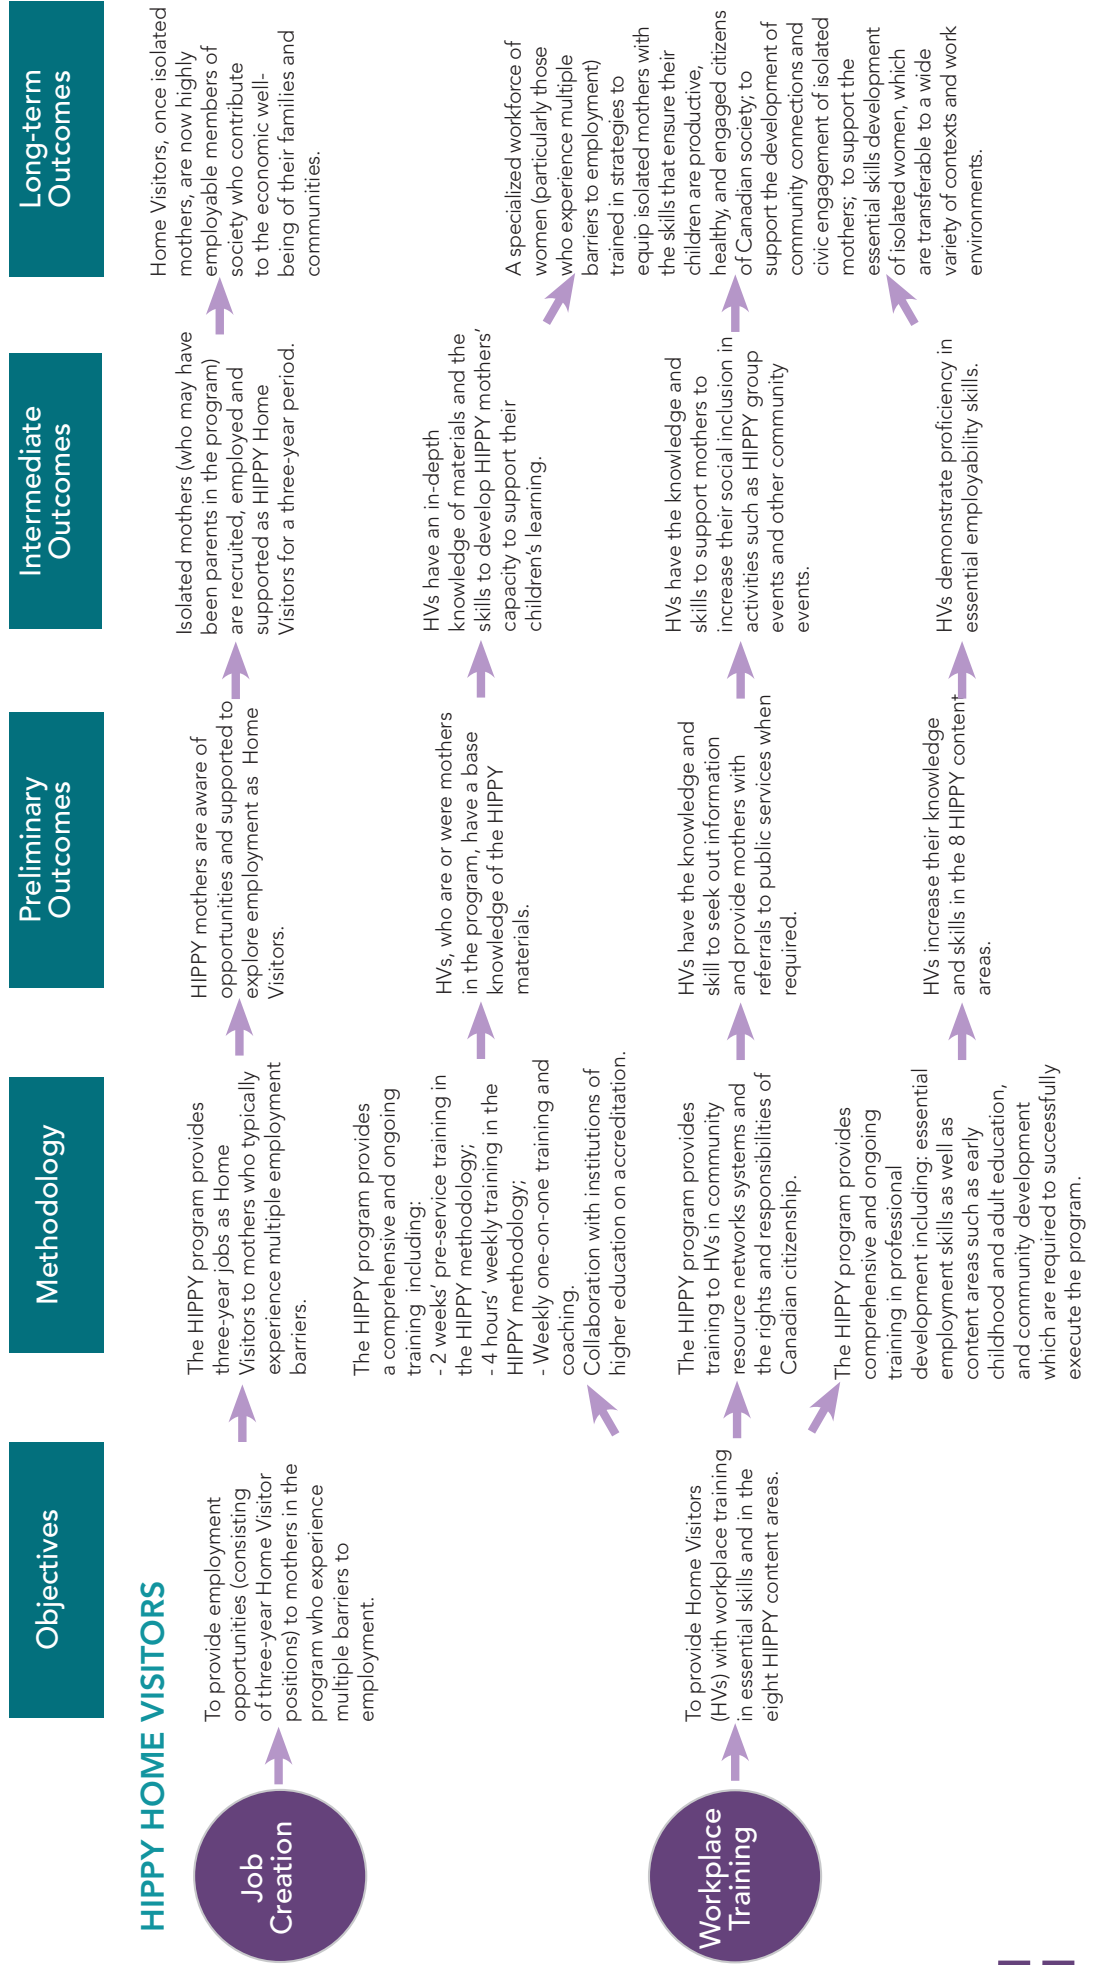 Objectives
Methodology
Preliminary
Outcomes
Intermediate
Outcomes
Long-term
Outcomes
HIPPY HOME VISITORS
Job
Creation
To provide employment
opportunities (consisting
of three-year Home Visitor
positions) to mothers in the
program who experience
multiple barriers to
employment.
The HIPPY program provides
three-year jobs as Home
Visitors to mothers who typically
experience multiple employment
barriers.
HIPPY mothers are aware of
opportunities and supported to
explore employment as Home
Visitors.
Isolated mothers (who may have
been parents in the program)
are recruited, employed and
supported as HIPPY Home
Visitors for a three-year period.
Home Visitors, once isolated
mothers, are now highly
employable members of
society who contribute
to the economic well-
being of their families and
communities.
Workplace
Training
To provide Home Visitors
(HVs) with workplace training
in essential skills and in the
eight HIPPY content areas.
The HIPPY program provides
a comprehensive and ongoing
training including:
- 2 weeks' pre-service training in
the HIPPY methodology;
- 4 hours' weekly training in the
HIPPY methodology;
- Weekly one-on-one training and
coaching.
Collaboration with institutions of
higher education on accreditation.
HVs, who are or were mothers
in the program, have a base
knowledge of the HIPPY
materials.
HVs have an in-depth
knowledge of materials and the
skills to develop HIPPY mothers'
capacity to support their
children's learning.
The HIPPY program provides
training to HVs in community
resource networks systems and
the rights and responsibilities of
Canadian citizenship.
HVs have the knowledge and
skill to seek out information
and provide mothers with
referrals to public services when
required.
HVs have the knowledge and
skills to support mothers to
increase their social inclusion in
activities such as HIPPY group
events and other community
events.
The HIPPY program provides
comprehensive and ongoing
training in professional
development including: essential
employment skills as well as
content areas such as early
childhood and adult education,
and community development
which are required to successfully
execute the program.
HVs increase their knowledge
and skills in the 8 HIPPY content
areas.
HVs demonstrate proficiency in
essential employability skills.
A specialized workforce of
women (particularly those
who experience multiple
barriers to employment)
trained in strategies to
equip isolated mothers with
the skills that ensure their
children are productive,
healthy, and engaged citizens
of Canadian society; to
support the development of
community connections and
civic engagement of isolated
mothers; to support the
essential skills development
of isolated women, which
are transferable to a wide
variety of contexts and work
environments.